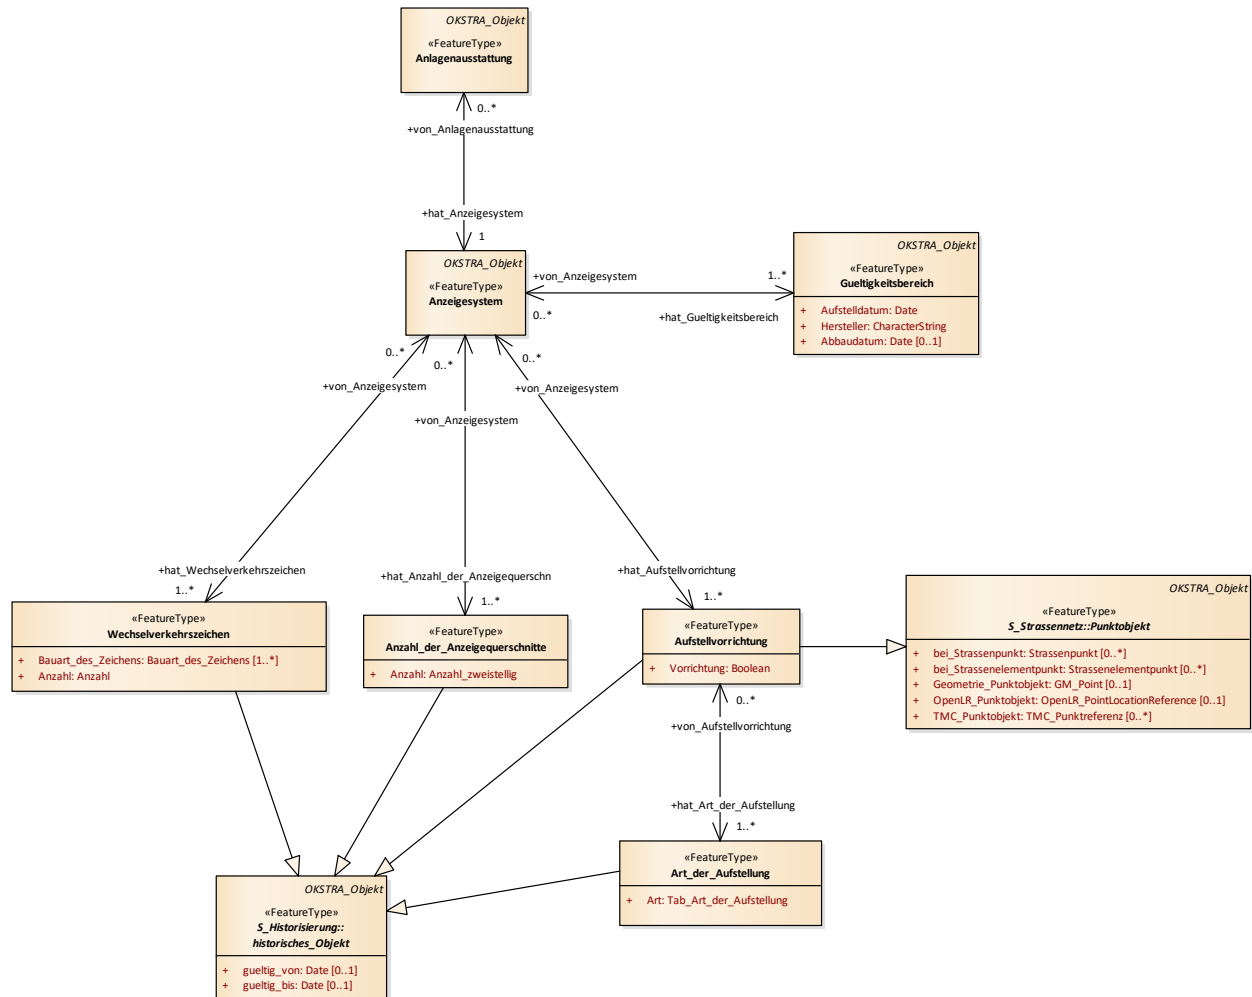 OKSTRA_Objekt
«FeatureType»
Anlagenausstattung
0..*
+von_Anlagenausstattung
+hat_Anzeigesystem
1
OKSTRA_Objekt
«FeatureType»
Anzeigesystem
+von_Anzeigesystem
0..*
1..*
+hat_Gueltigkeitsbereich
OKSTRA_Objekt
«FeatureType»
Gueltigkeitsbereich
+ Aufstelldatum: Date
+ Hersteller: CharacterString
+ Abbaudatum: Date [0..1]
0..*
+von_Anzeigesystem
0..*
+von_Anzeigesystem
0..*
+von_Anzeigesystem
+hat_Wechselverkehrszeichen
1..*
+hat_Anzahl_der_Anzeigequerschn
1..*
+hat_Aufstellvorrichtung
1..*
«FeatureType»
Wechselverkehrszeichen
+ Bauart_des_Zeichens: Bauart_des_Zeichens [1..*]
+ Anzahl: Anzahl
«FeatureType»
Anzahl_der_Anzeigequerschnitte
+ Anzahl: Anzahl_zweistellig
«FeatureType»
Aufstellvorrichtung
+ Vorrichtung: Boolean
OKSTRA_Objekt
«FeatureType»
S_Strassennetz::Punktobjekt
+ bei_Strassenpunkt: Strassenpunkt [0..*]
+ bei_Strassenelementpunkt: Strassenelementpunkt [0..*]
+ Geometrie_Punktobjekt: GM_Point [0..1]
+ OpenLR_Punktobjekt: OpenLR_PointLocationReference [0..1]
+ TMC_Punktobjekt: TMC_Punktreferenz [0..*]
0..*
+von_Aufstellvorrichtung
+hat_Art_der_Aufstellung
1..*
«FeatureType»
Art_der_Aufstellung
+ Art: Tab_Art_der_Aufstellung
OKSTRA_Objekt
«FeatureType»
S_Historisierung::
historisches_Objekt
+ gueltig_von: Date [0..1]
+ gueltig_bis: Date [0..1]